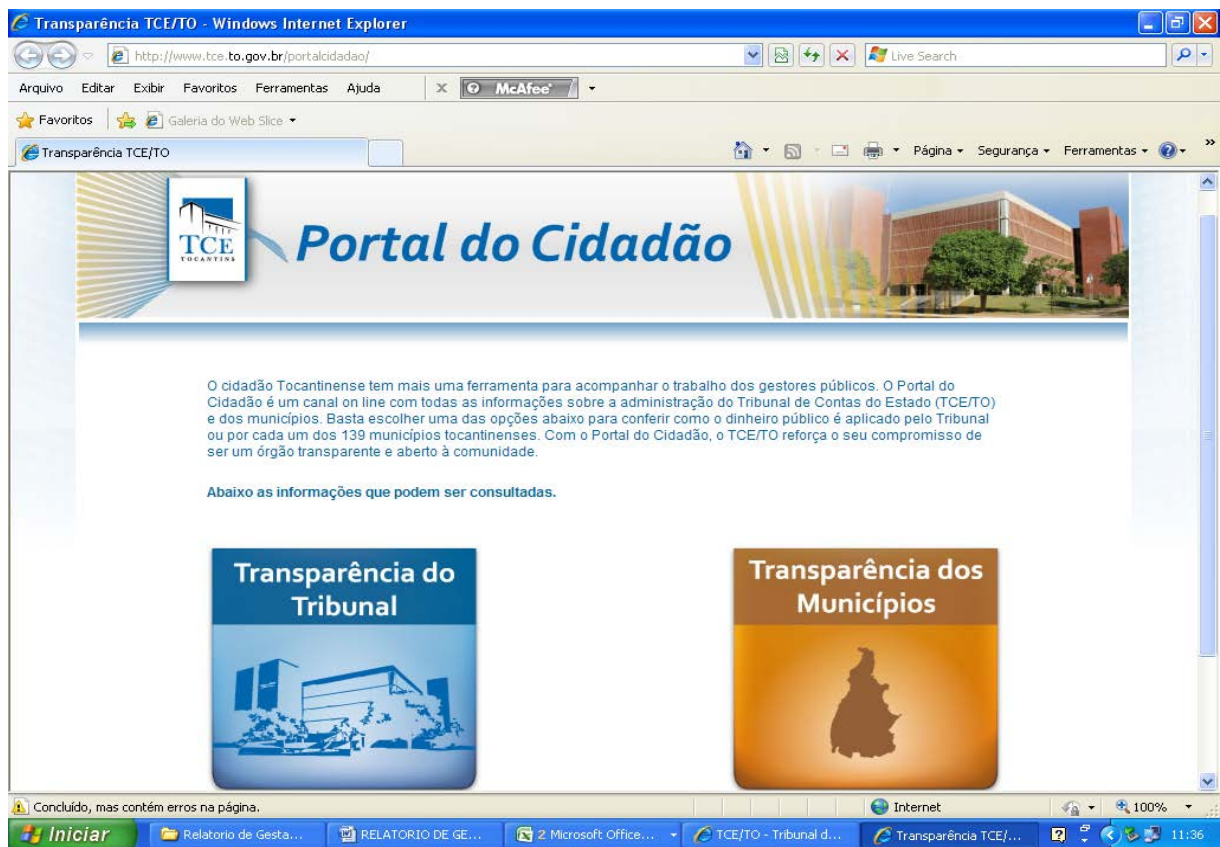 Transparência TCE/TO - Windows Internet Explorer
http://www.tce.to.gov.br/portalcidadao/
Live Search
Arquivo Editar Exibir Favoritos Ferramentas Ajuda
McAfee
Favoritos Galeria do Web Slice
Transparência TCE/TO
Página Segurança Ferramentas
TCE
TOCANTINS
Portal do Cidadão
O cidadão Tocantinense tem mais uma ferramenta para acompanhar o trabalho dos gestores públicos. O Portal do
Cidadão é um canal on line com todas as informações sobre a administração do Tribunal de Contas do Estado (TCE/TO)
e dos municípios. Basta escolher uma das opções abaixo para conferir como o dinheiro público é aplicado pelo Tribunal
ou por cada um dos 139 municípios tocantinenses. Com o Portal do Cidadão, o TCE/TO reforça o seu compromisso de
ser um órgão transparente e aberto à comunidade.
Abaixo as informações que podem ser consultadas.
Transparência do
Tribunal
Transparência dos
Municípios
Concluído, mas contém erros na página.
Internet
100%
Iniciar
Relatorio de Gesta...
RELATORIO DE GE...
2 Microsoft Office...
TCE/TO - Tribunal d...
Transparência TCE/...
11:36